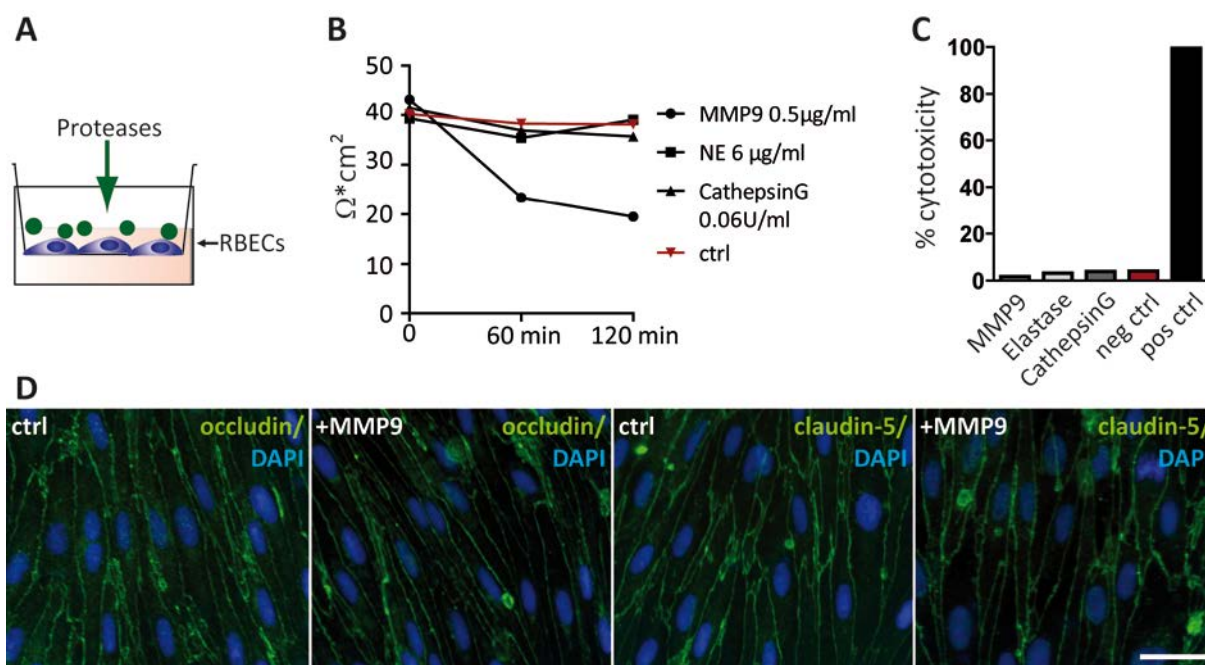 A
Proteases
RBECs
B
Ω*cm²
50
40
30
20
10
0
0
60 min
120 min
MMP9 0.5µg/ml
NE 6 µg/ml
CathepsinG
0.06U/ml
ctrl
C
% cytotoxicity
100
80
60
40
20
0
MMP9
Elastase
CathepsinG
neg ctrl
pos ctrl
D
ctrl
occludin/
DAPI
+MMP9
occludin/
DAPI
ctrl
claudin-5/
DAPI
+MMP9
claudin-5/
DAPI